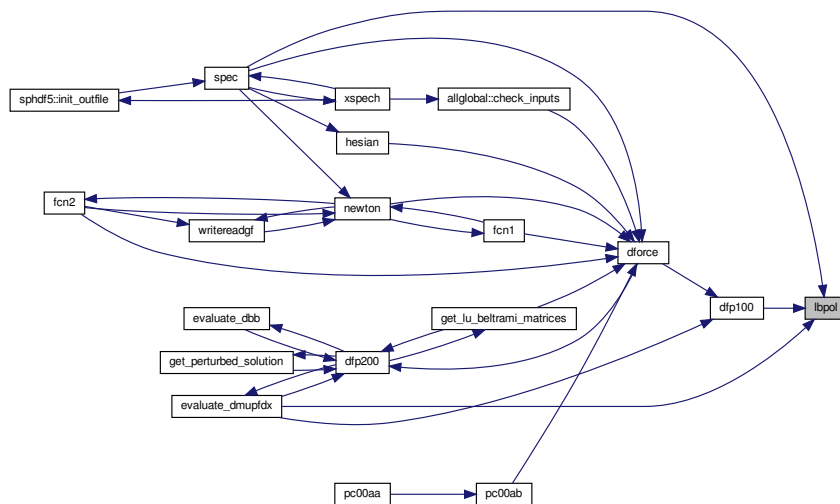 spec
sphdf5::init_outfile
xspech
allglobal::check_inputs
hesian
fcn2
newton
writereadgf
fcn1
dforce
evaluate_dbb
get_lu_beltrami_matrices
dfp100
lbpol
get_perturbed_solution
dfp200
evaluate_dmupfdx
pc00aa
pc00ab